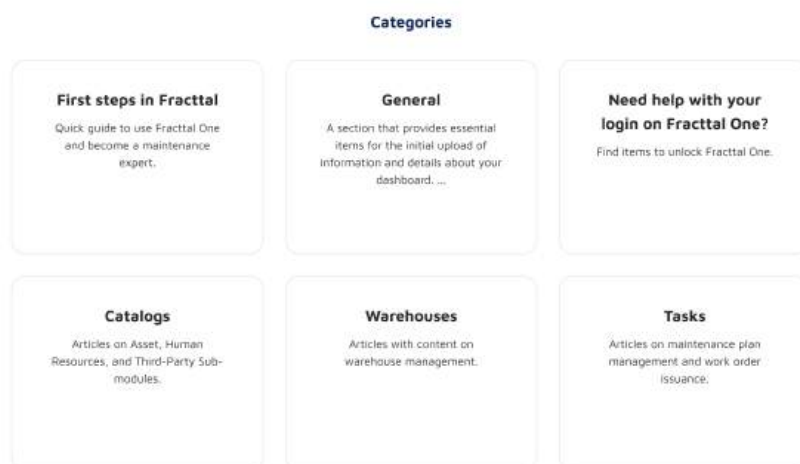 Categories
First steps in Fracttal
Quick guide to use Fracttal One
and become a maintenance
expert.
General
A section that provides essential
items for the initial upload of
information and details about your
dashboard. ...
Need help with your
login on Fracttal One?
Find items to unlock Fracttal One.
Catalogs
Articles on Asset, Human
Resources, and Third-Party Sub-
modules.
Warehouses
Articles with content on
warehouse management.
Tasks
Articles on maintenance plan
management and work order
issuance.